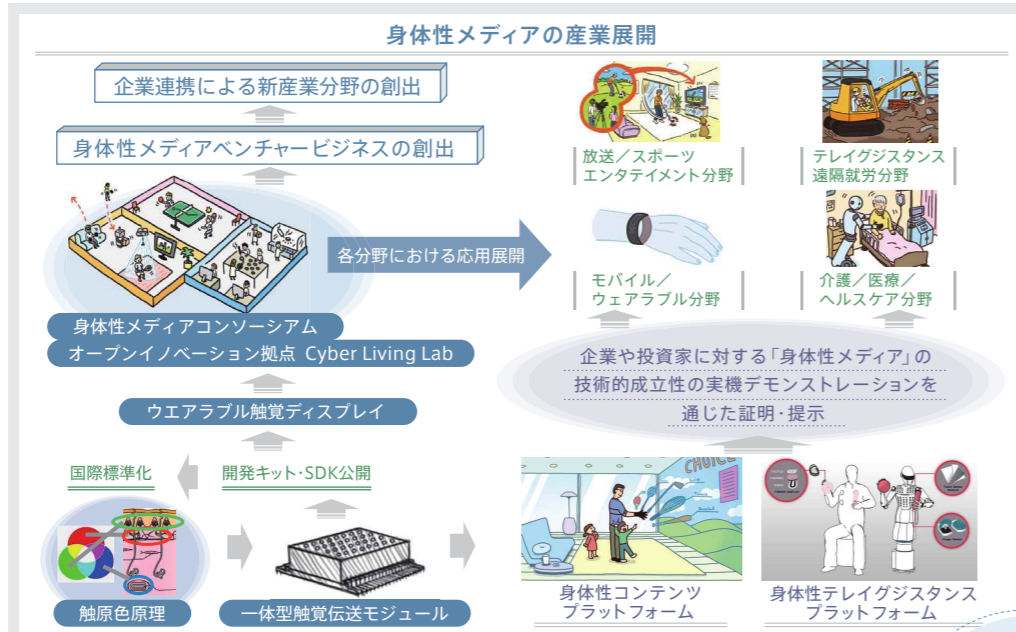 身体性メディアの産業展開
企業連携による新産業分野の創出
身体性メディアベンチャービジネスの創出
各分野における応用展開
身体性メディアコンソーシアム
オープンイノベーション拠点 Cyber Living Lab
ウエアラブル触覚ディスプレイ
国際標準化
開発キット・SDK公開
触原色原理
一体型触覚伝送モジュール
放送／スポーツ
エンタテイメント分野
テレイグジスタンス
遠隔就労分野
モバイル／
ウェアラブル分野
介護／医療／
ヘルスケア分野
企業や投資家に対する「身体性メディア」の
技術的成立性の実機デモンストレーションを
通じた証明・提示
CHOICE
身体性コンテンツ
プラットフォーム
身体性テレイグジスタンス
プラットフォーム